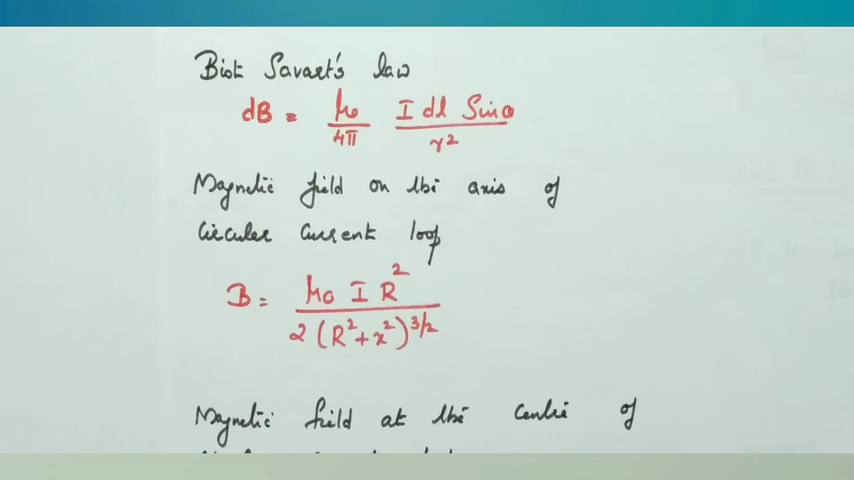 Biot Savart's law
dB = μ₀/4π I dl Sinθ/r²
Magnetic field on the axis of
Circular Current loop
B = μ₀ I R²/2(R²+x²)^3/2
Magnetic field at the centre of